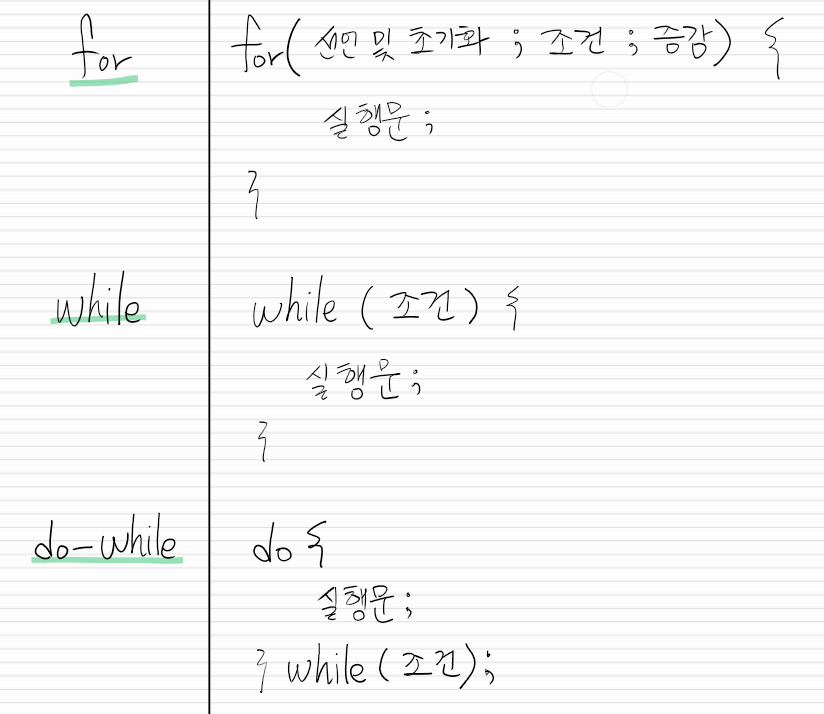 for
for( 선언 및 초기화 ; 조건 ; 증감) {
실행문 ;
}
while
while ( 조건 ) {
실행문 ;
}
do-while
do {
실행문 ;
} while ( 조건 );